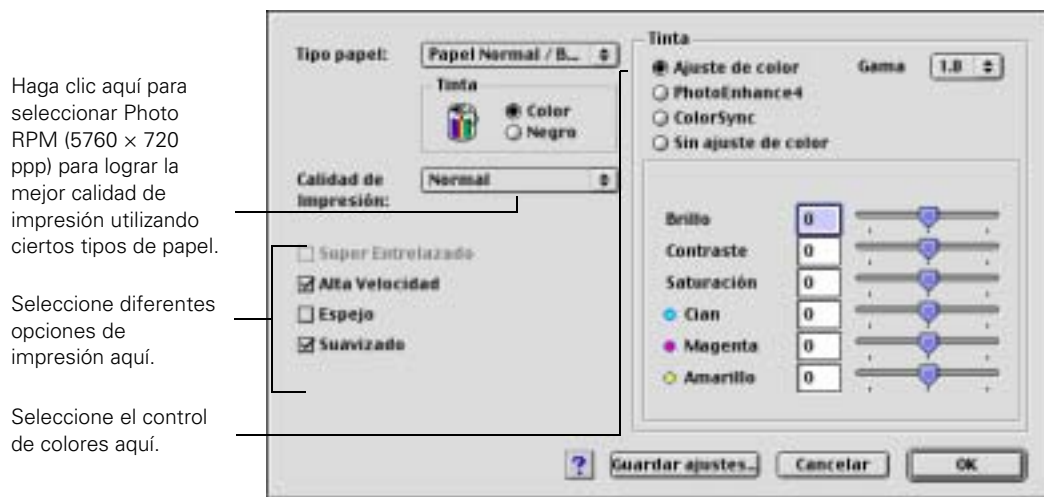 Haga clic aquí para
seleccionar Photo
RPM (5760 × 720
ppp) para lograr la
mejor calidad de
impresión utilizando
ciertos tipos de papel.
Seleccione diferentes
opciones de
impresión aquí.
Seleccione el control
de colores aquí.
Tipo papel:
Papel Normal / B...
Tinta
Color
Negro
Calidad de
Impresión:
Normal
Super Entrelazado
Alta Velocidad
Espejo
Suavizado
Tinta
Ajuste de color
Gama
1.8
PhotoEnhance4
ColorSync
Sin ajuste de color
Brillo
0
Contraste
0
Saturación
0
Cian
0
Magenta
0
Amarillo
0
?
Guardar ajustes...
Cancelar
OK